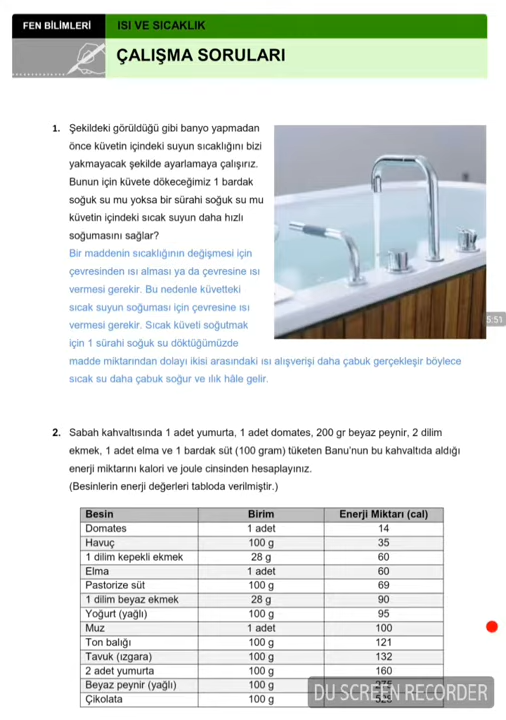 FEN BİLİMLERİ
ISI VE SICAKLIK
ÇALIŞMA SORULARI
1. Şekildeki görüldüğü gibi banyo yapmadan
önce küvetin içindeki suyun sıcaklığını bizi
yakmayacak şekilde ayarlamaya çalışırız.
Bunun için küvete dökeceğimiz 1 bardak
soğuk su mu yoksa bir sürahi soğuk su mu
küvetin içindeki sıcak suyun daha hızlı
soğumasını sağlar?
Bir maddenin sıcaklığının değişmesi için
çevresinden ısı alması ya da çevresine ısı
vermesi gerekir. Bu nedenle küvetteki
sıcak suyun soğuması için çevresine ısı
vermesi gerekir. Sıcak küveti soğutmak
için 1 sürahi soğuk su döktüğümüzde
madde miktarından dolayı ikisi arasındaki ısı alışverişi daha çabuk gerçekleşir böylece
sıcak su daha çabuk soğur ve ılık hâle gelir.
5:51
2. Sabah kahvaltısında 1 adet yumurta, 1 adet domates, 200 gr beyaz peynir, 2 dilim
ekmek, 1 adet elma ve 1 bardak süt (100 gram) tüketen Banu'nun bu kahvaltıda aldığı
enerji miktarını kalori ve joule cinsinden hesaplayınız.
(Besinlerin enerji değerleri tabloda verilmiştir.)
Besin Birim Enerji Miktarı (cal)
Domates 1 adet 14
Havuç 100 g 35
1 dilim kepekli ekmek 28 g 60
Elma 1 adet 60
Pastorize süt 100 g 69
1 dilim beyaz ekmek 28 g 90
Yoğurt (yağlı) 100 g 95
Muz 1 adet 100
Ton balığı 100 g 121
Tavuk (ızgara) 100 g 132
2 adet yumurta 100 g 160
Beyaz peynir (yağlı) 100 g
Çikolata 100 g
DU SCREEN RECORDER